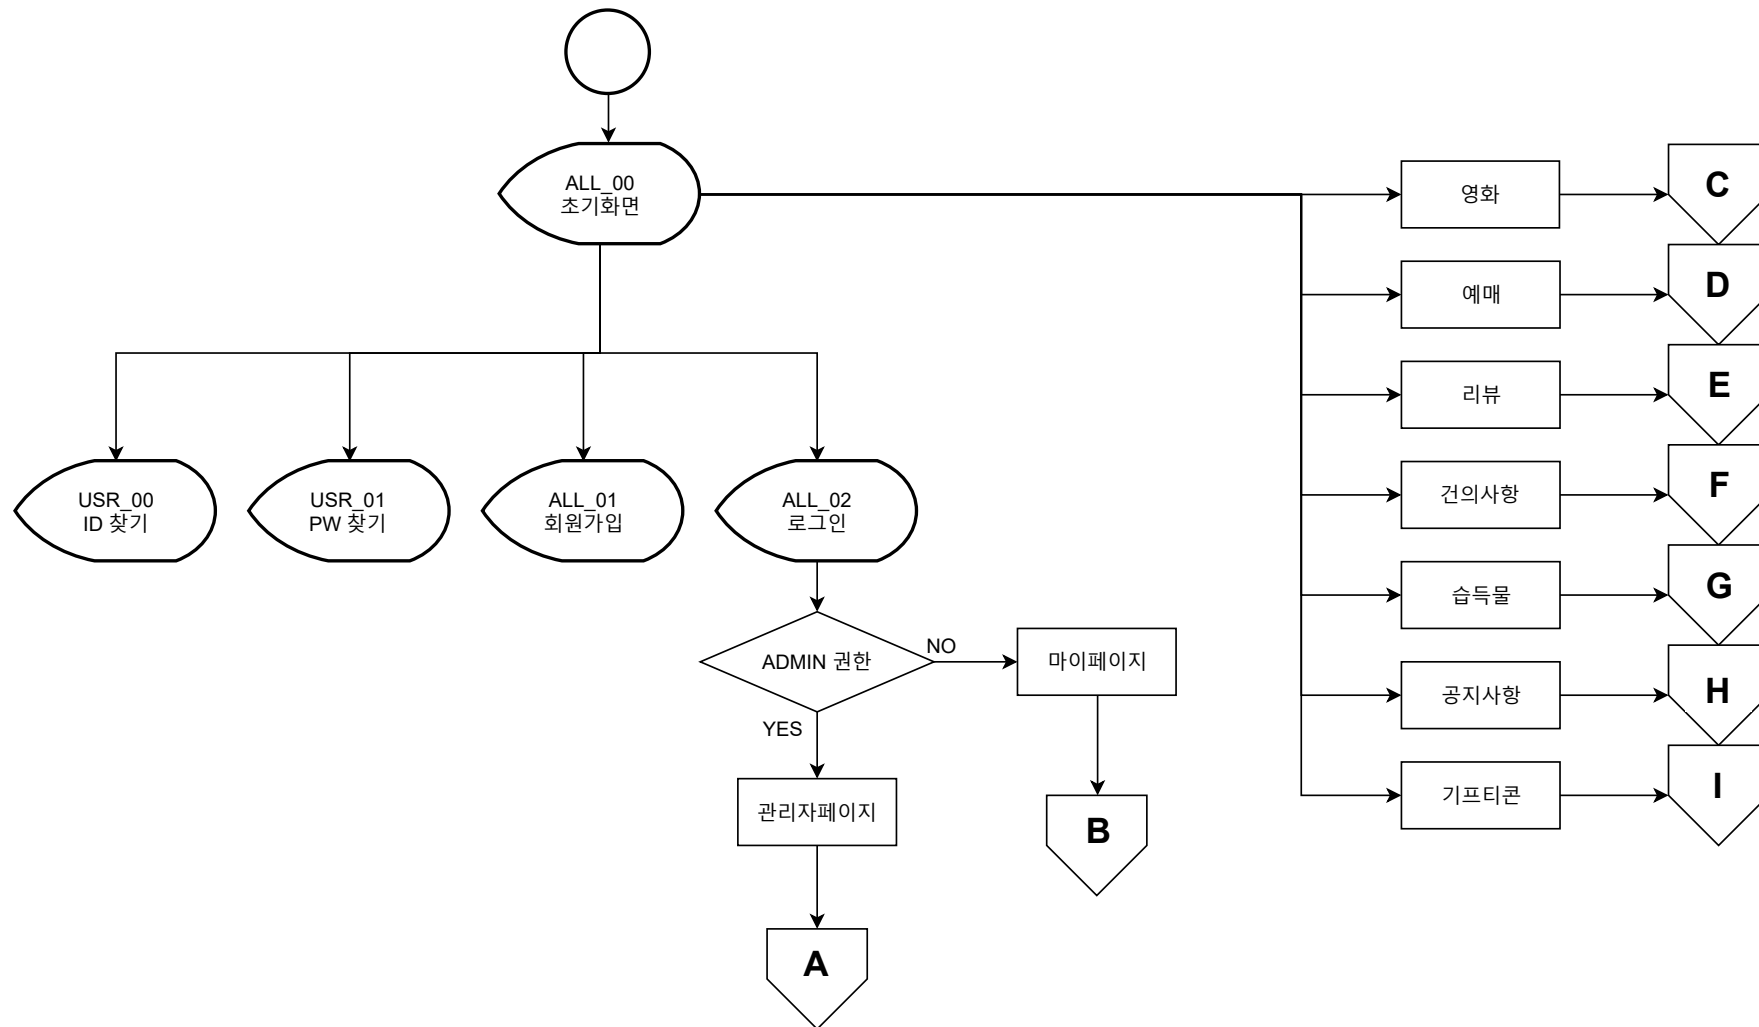 ALL_00
초기화면
영화
C
예매
D
리뷰
E
건의사항
F
습득물
G
공지사항
H
기프티콘
I
USR_00
ID 찾기
USR_01
PW 찾기
ALL_01
회원가입
ALL_02
로그인
ADMIN 권한
NO
마이페이지
YES
관리자페이지
B
A